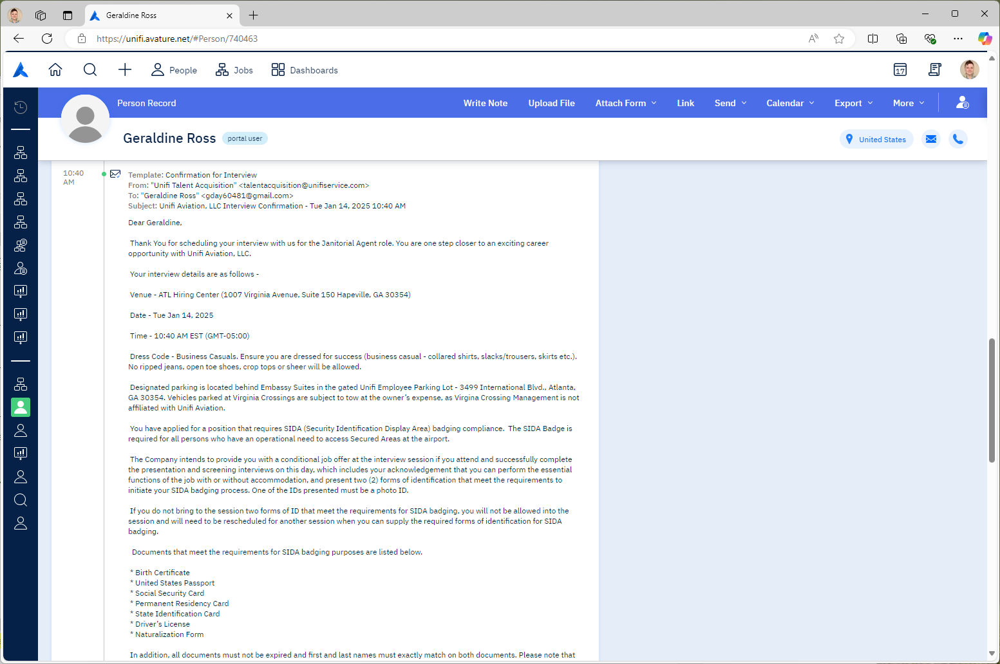 Geraldine Ross
https://unifi.avature.net/#Person/740463
People
Jobs
Dashboards
17
Person Record
Write Note
Upload File
Attach Form
Link
Send
Calendar
Export
More
Geraldine Ross
portal user
United States
10:40 AM
Template: Confirmation for Interview
From: "Unifi Talent Acquisition" <talentacquisition@unifiservice.com>
To: "Geraldine Ross" <gday60481@gmail.com>
Subject: Unifi Aviation, LLC Interview Confirmation - Tue Jan 14, 2025 10:40 AM
Dear Geraldine,
Thank You for scheduling your interview with us for the Janitorial Agent role. You are one step closer to an exciting career
opportunity with Unifi Aviation, LLC.
Your interview details are as follows -
Venue - ATL Hiring Center (1007 Virginia Avenue, Suite 150 Hapeville, GA 30354)
Date - Tue Jan 14, 2025
Time - 10:40 AM EST (GMT-05:00)
Dress Code - Business Casuals. Ensure you are dressed for success (business casual - collared shirts, slacks/trousers, skirts etc.).
No ripped jeans, open toe shoes, crop tops or sheer will be allowed.
Designated parking is located behind Embassy Suites in the gated Unifi Employee Parking Lot - 3499 International Blvd., Atlanta,
GA 30354. Vehicles parked at Virginia Crossings are subject to tow at the owner's expense, as Virgina Crossing Management is not
affiliated with Unifi Aviation.
You have applied for a position that requires SIDA (Security Identification Display Area) badging compliance.  The SIDA Badge is
required for all persons who have an operational need to access Secured Areas at the airport.
The Company intends to provide you with a conditional job offer at the interview session if you attend and successfully complete
the presentation and screening interviews on this day, which includes your acknowledgement that you can perform the essential
functions of the job with or without accommodation, and present two (2) forms of identification that meet the requirements to
initiate your SIDA badging process. One of the IDs presented must be a photo ID.
If you do not bring to the session two forms of ID that meet the requirements for SIDA badging, you will not be allowed into the
session and will need to be rescheduled for another session when you can supply the required forms of identification for SIDA
badging.
Documents that meet the requirements for SIDA badging purposes are listed below.
* Birth Certificate
* United States Passport
* Social Security Card
* Permanent Residency Card
* State Identification Card
* Driver's License
* Naturalization Form
In addition, all documents must not be expired and first and last names must exactly match on both documents. Please note that